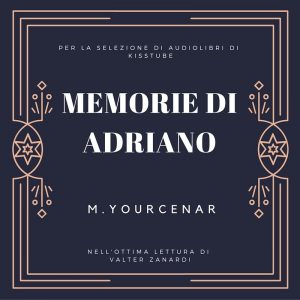 PER LA SELEZIONE DI AUDIOLIBRI DI
KISSTUBE
MEMORIE DI
ADRIANO
M.YOURCENAR
NELL'OTTIMA LETTURA DI
VALTER ZANARDI